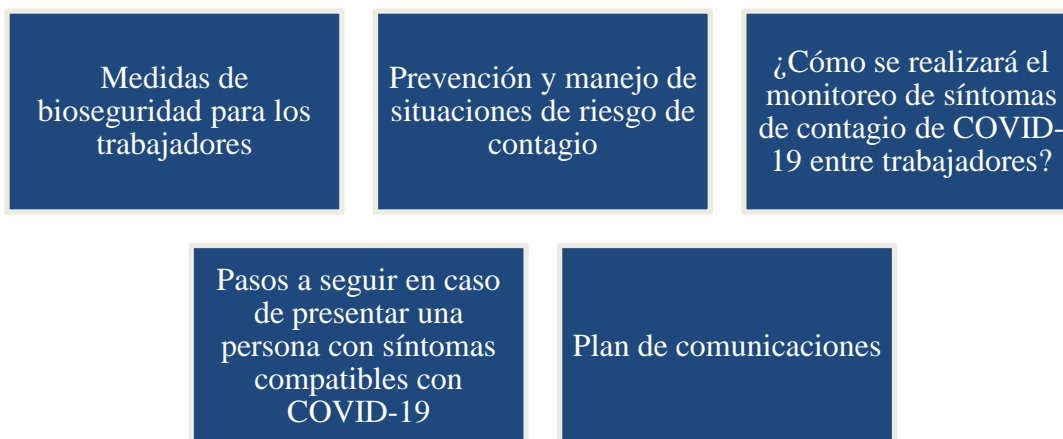 Medidas de
bioseguridad para los
trabajadores
Prevención y manejo de
situaciones de riesgo de
contagio
¿Cómo se realizará el
monitoreo de síntomas
de contagio de COVID-
19 entre trabajadores?
Pasos a seguir en caso
de presentar una
persona con síntomas
compatibles con
COVID-19
Plan de comunicaciones